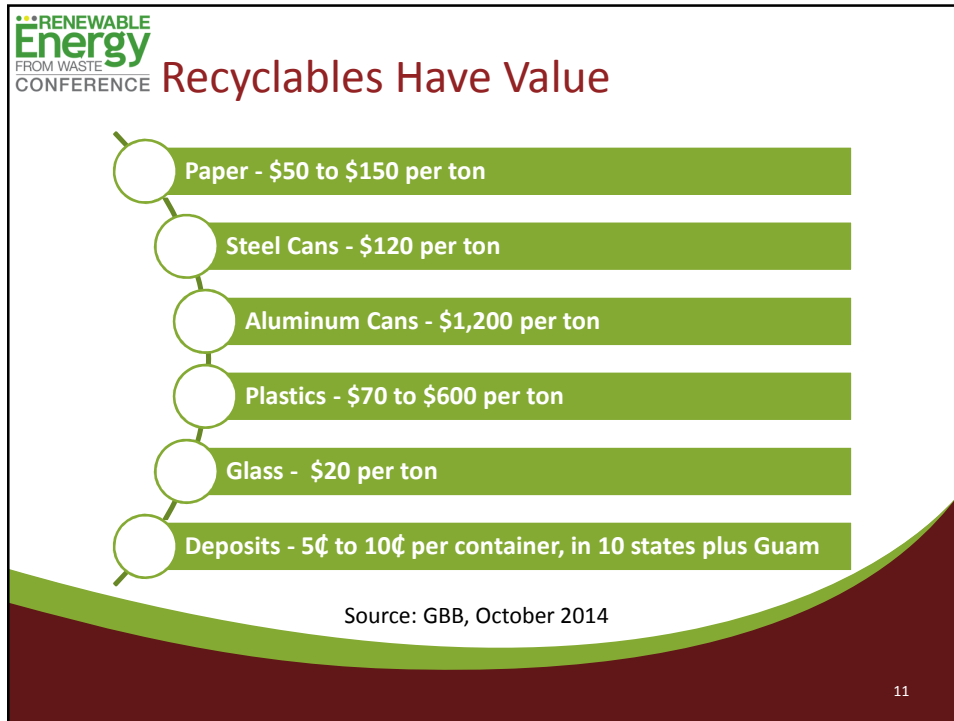 RENEWABLE
Energy
FROM WASTE
CONFERENCE
Recyclables Have Value
Paper - $50 to $150 per ton
Steel Cans - $120 per ton
Aluminum Cans - $1,200 per ton
Plastics - $70 to $600 per ton
Glass - $20 per ton
Deposits - 5₵ to 10₵ per container, in 10 states plus Guam
Source: GBB, October 2014
11